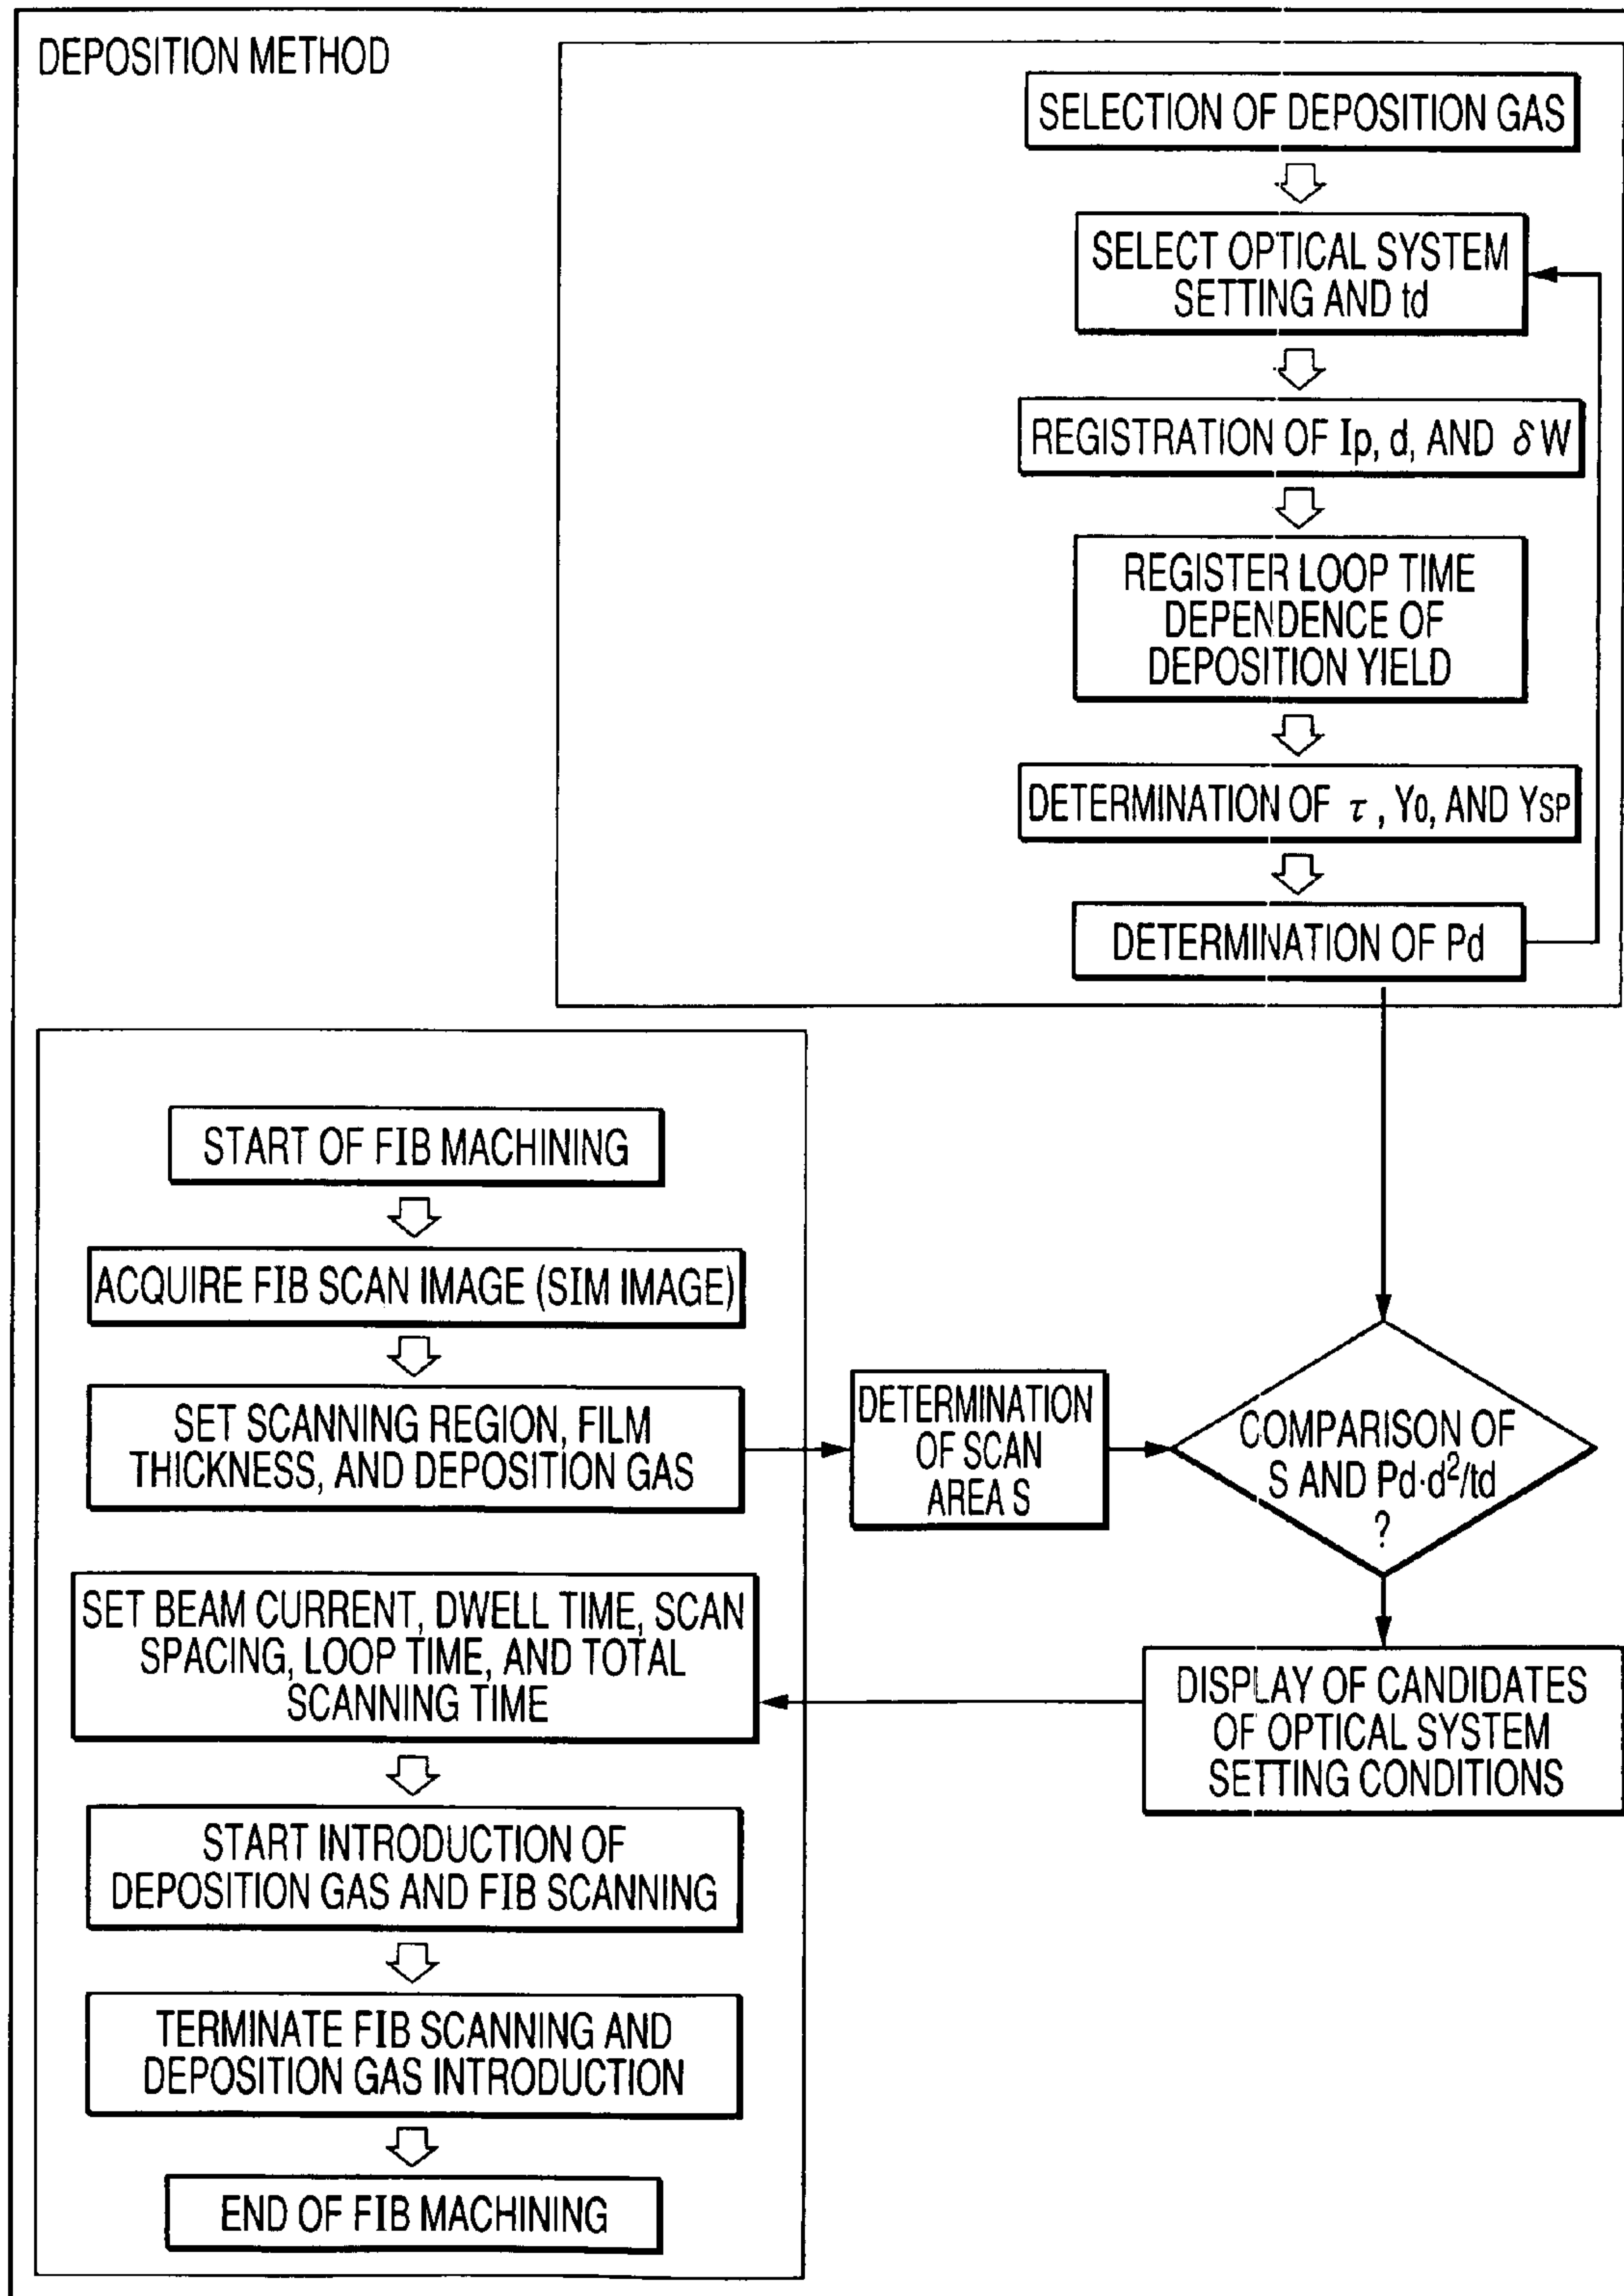 DEPOSITION METHOD
SELECTION OF DEPOSITION GAS
SELECT OPTICAL SYSTEM
SETTING AND td
REGISTRATION OF Ip, d, AND δW
REGISTER LOOP TIME
DEPENDENCE OF
DEPOSITION YIELD
DETERMINATION OF τ, Y0, AND YSP
DETERMINATION OF Pd
START OF FIB MACHINING
ACQUIRE FIB SCAN IMAGE (SIM IMAGE)
SET SCANNING REGION, FILM
THICKNESS, AND DEPOSITION GAS
DETERMINATION
OF SCAN
AREA S
COMPARISON OF
S AND Pd·d²/td
?
DISPLAY OF CANDIDATES
OF OPTICAL SYSTEM
SETTING CONDITIONS
SET BEAM CURRENT, DWELL TIME, SCAN
SPACING, LOOP TIME, AND TOTAL
SCANNING TIME
START INTRODUCTION OF
DEPOSITION GAS AND FIB SCANNING
TERMINATE FIB SCANNING AND
DEPOSITION GAS INTRODUCTION
END OF FIB MACHINING